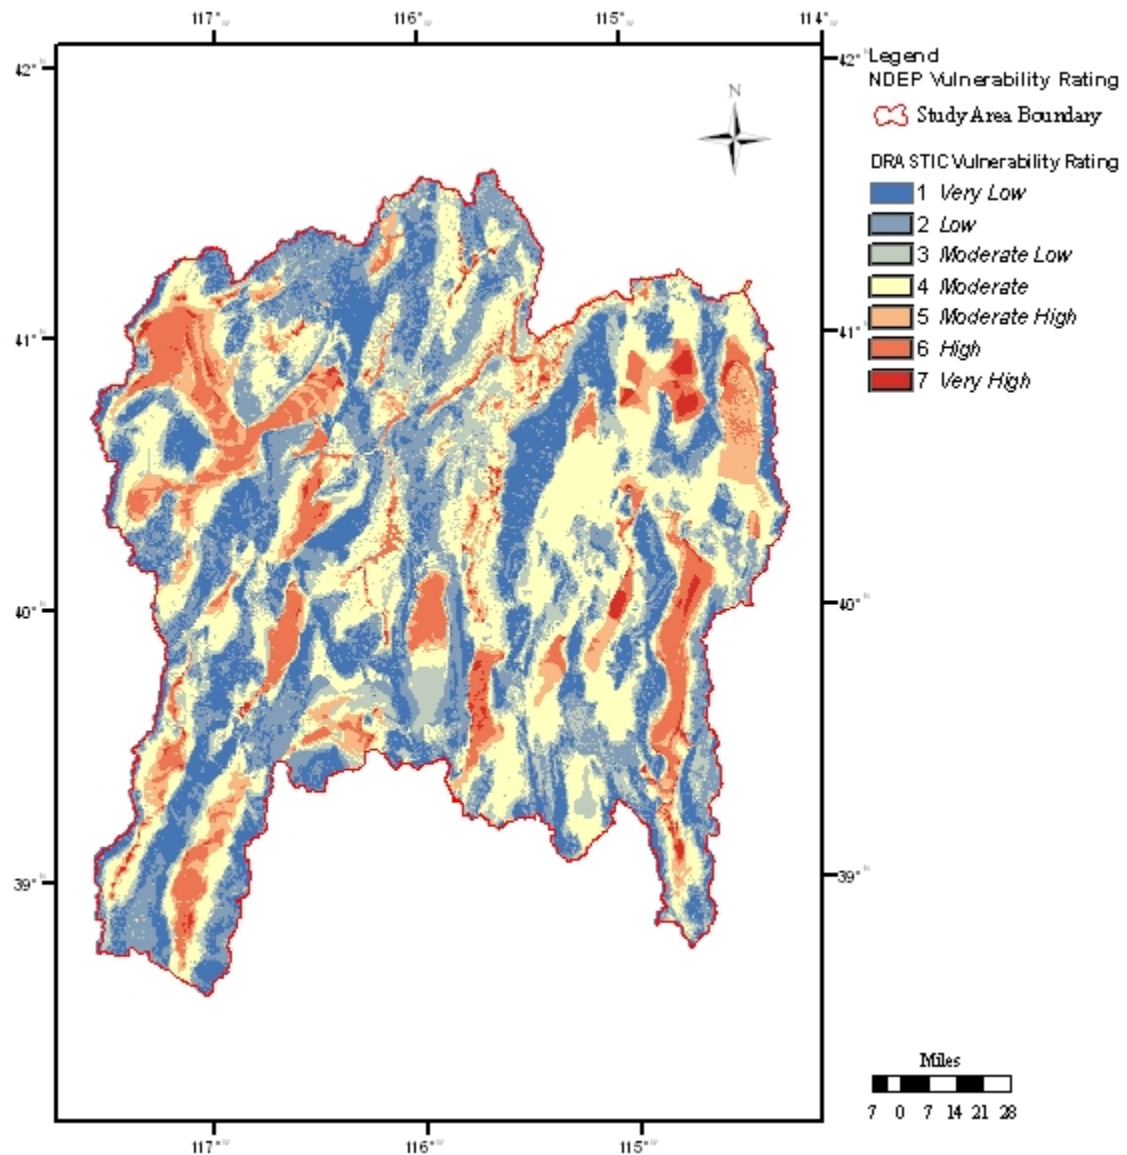 117° 116° 115° 114°
42° 42°
Legend
NDEP Vulnerability Rating
Study Area Boundary
N
DRASTIC Vulnerability Rating
1 Very Low
2 Low
3 Moderate Low
4 Moderate
5 Moderate High
6 High
7 Very High
41° 41°
40° 40°
39° 39°
Miles
7 0 7 14 21 28
117° 116° 115°